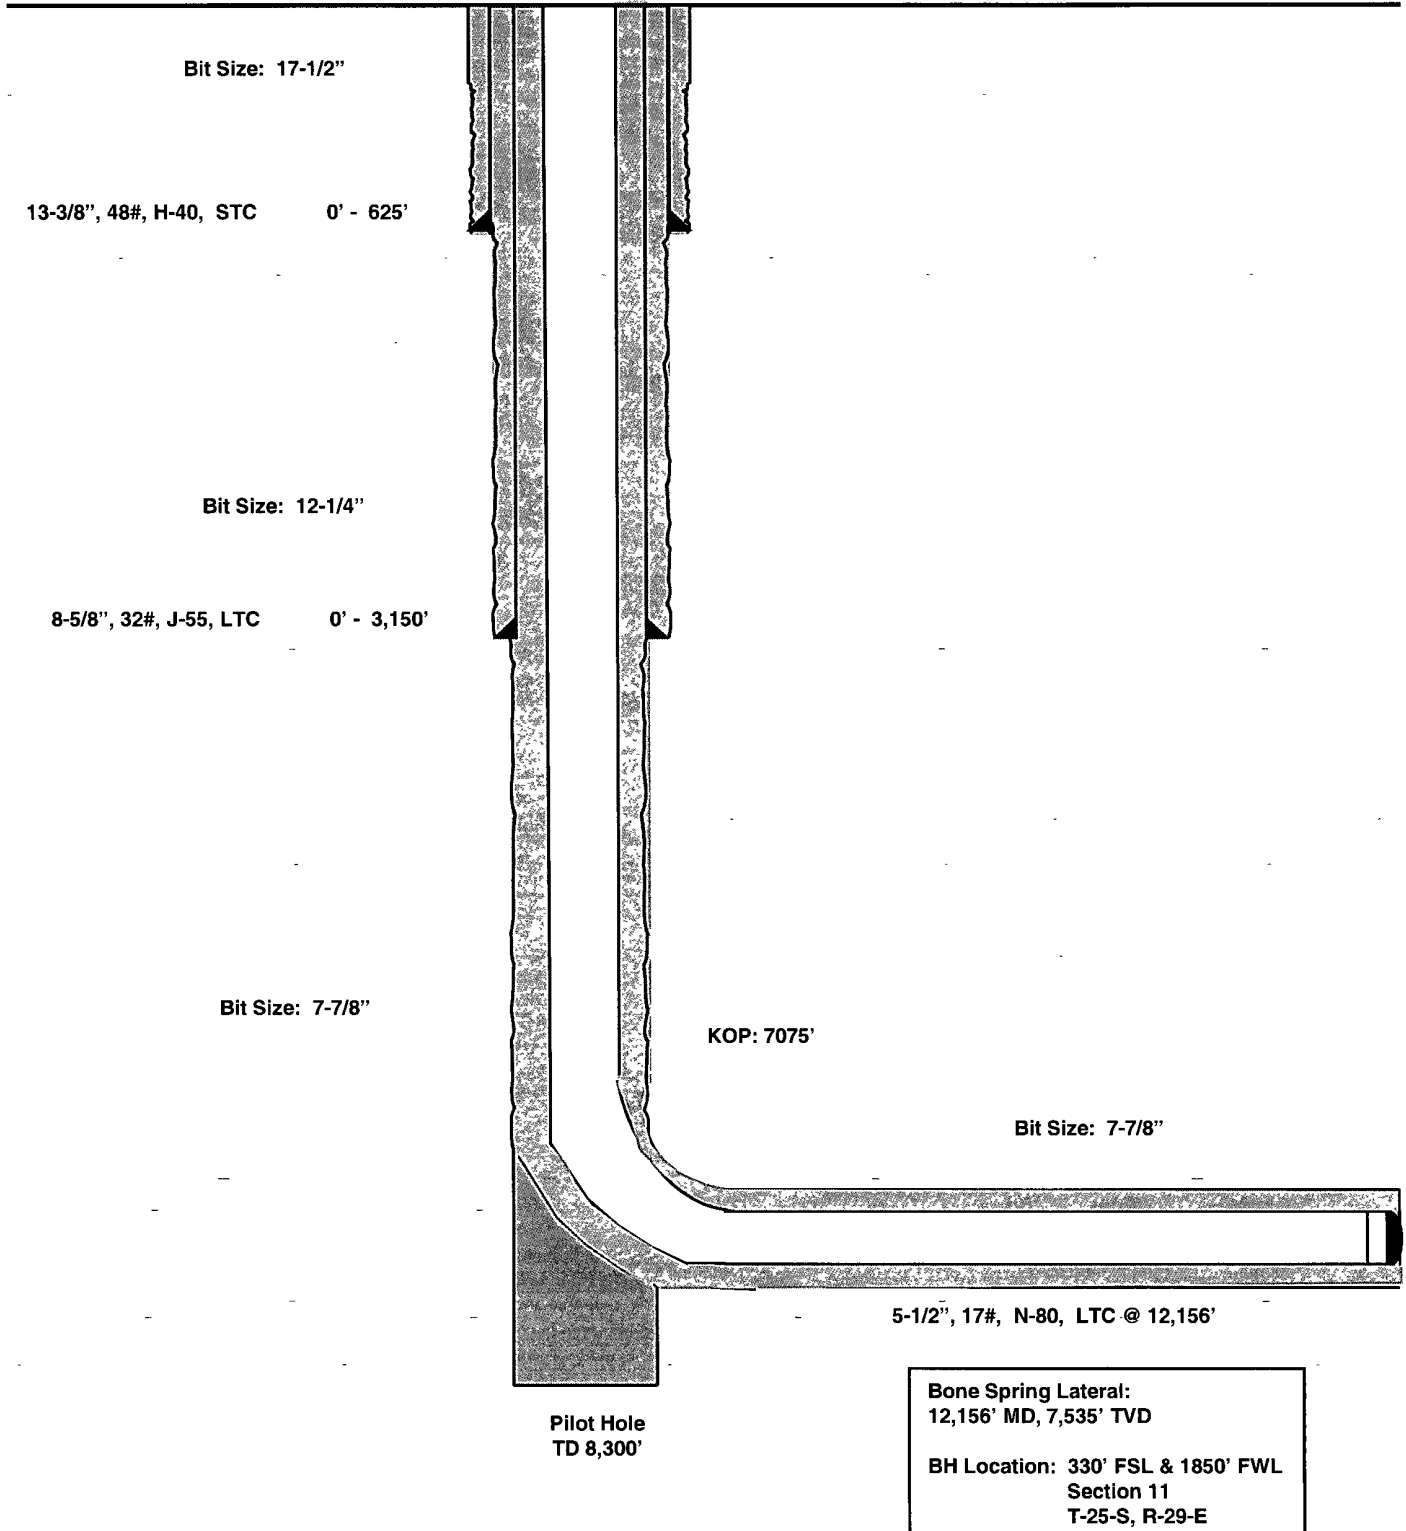 Bit Size: 17-1/2”
13-3/8”, 48#, H-40, STC 0’ - 625’
Bit Size: 12-1/4”
8-5/8”, 32#, J-55, LTC 0’ - 3,150’
Bit Size: 7-7/8”
KOP: 7075’
Bit Size: 7-7/8”
5-1/2”, 17#, N-80, LTC @ 12,156’
Pilot Hole
TD 8,300’
Bone Spring Lateral:
12,156’ MD, 7,535’ TVD
BH Location: 330’ FSL & 1850’ FWL
Section 11
T-25-S, R-29-E